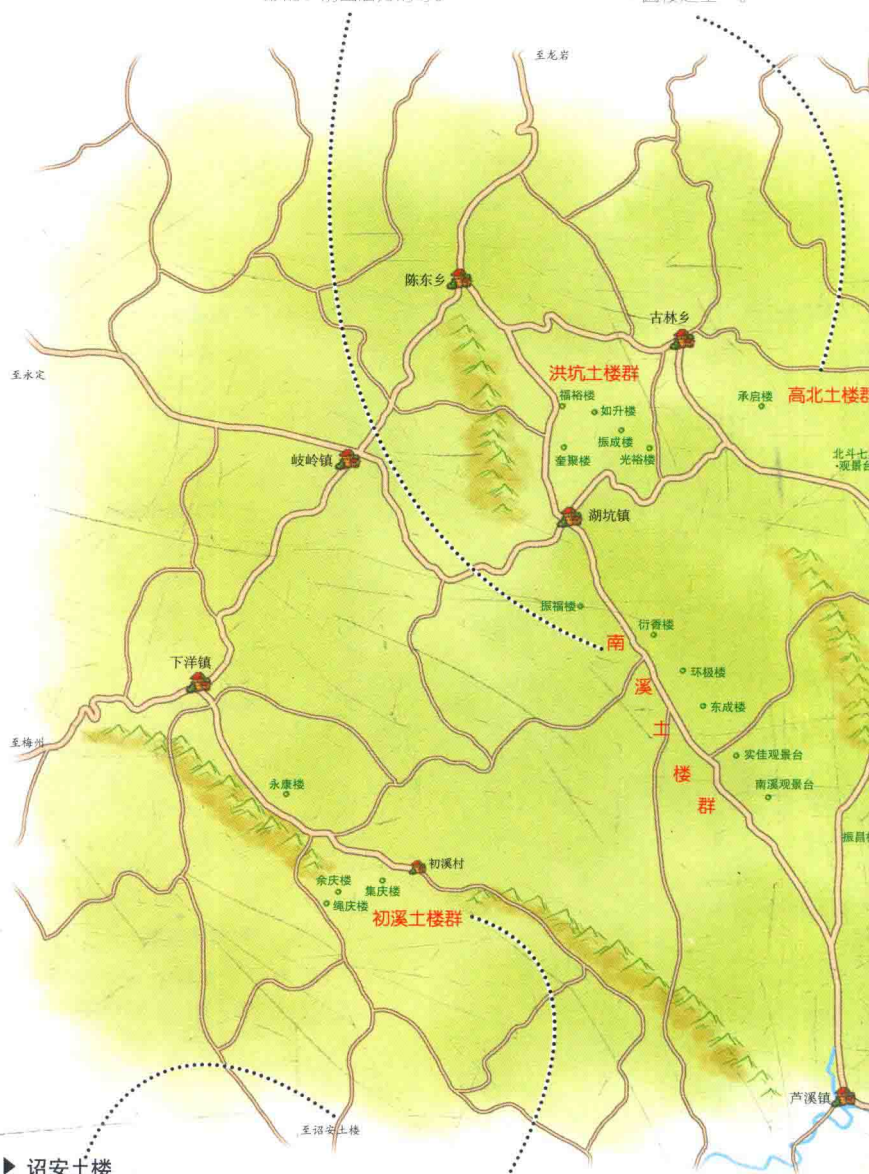 至龙岩
陈东乡
古林乡
至永定
洪坑土楼群
福裕楼
如升楼
承启楼
高北土楼群
岐岭镇
振成楼
奎聚楼
光裕楼
北斗七
·观景台
湖坑镇
振福楼
衍香楼
南溪土楼群
下洋镇
环极楼
东成楼
至梅州
实佳观景台
永康楼
南溪观景台
振昌楼
初溪村
余庆楼
集庆楼
绳庆楼
初溪土楼群
芦溪镇
至诏安土楼
▶ 诏安土楼